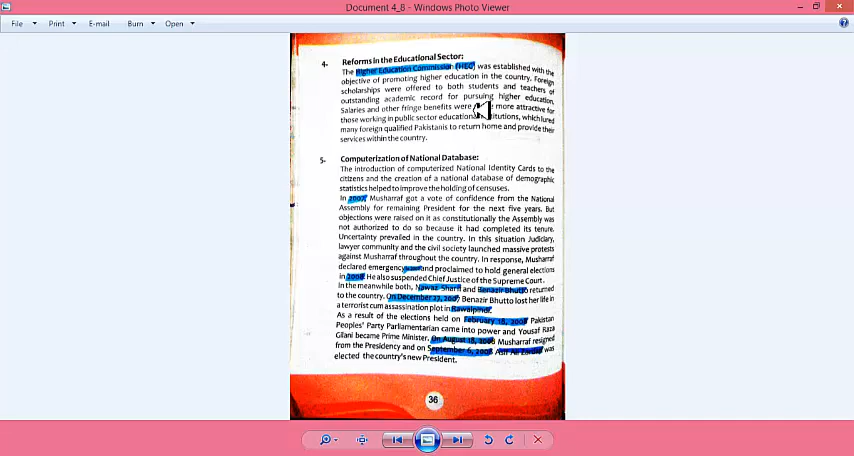 Document 4_8 - Windows Photo Viewer
File Print E-mail Burn Open
4. Reforms in the Educational Sector:
The Higher Education Commission (HEC) was established with the
objective of promoting higher education in the country. Foreign
scholarships were offered to both students and teachers of
outstanding academic record for pursuing higher education.
Salaries and other fringe benefits were more attractive for
those working in public sector educational institutions, which lured
many foreign qualified Pakistanis to return home and provide their
services within the country.
5. Computerization of National Database:
The introduction of computerized National Identity Cards to the
citizens and the creation of a national database of demographic
statistics helped to improve the holding of censuses.
In 2007, Musharraf got a vote of confidence from the National
Assembly for remaining President for the next five years. But
objections were raised on it as constitutionally the Assembly was
not authorized to do so because it had completed its tenure.
Uncertainty prevailed in the country. In this situation Judiciary,
lawyer community and the civil society launched massive protests
against Musharraf throughout the country. In response, Musharraf
declared emergency and proclaimed to hold general elections
in 2008. He also suspended Chief Justice of the Supreme Court.
In the meanwhile both, Nawaz Sharif and Benazir Bhutto returned
to the country. On December 27, 2007 Benazir Bhutto lost her life in
a terrorist cum assassination plot in Rawalpindi.
As a result of the elections held on February 18, 2008 Pakistan
Peoples' Party Parliamentarian came into power and Yousaf Raza
Gilani became Prime Minister. On August 18, 2008 Musharraf resigned
from the Presidency and on September 6, 2008 Asif Ali Zardari was
elected the country's new President.
36